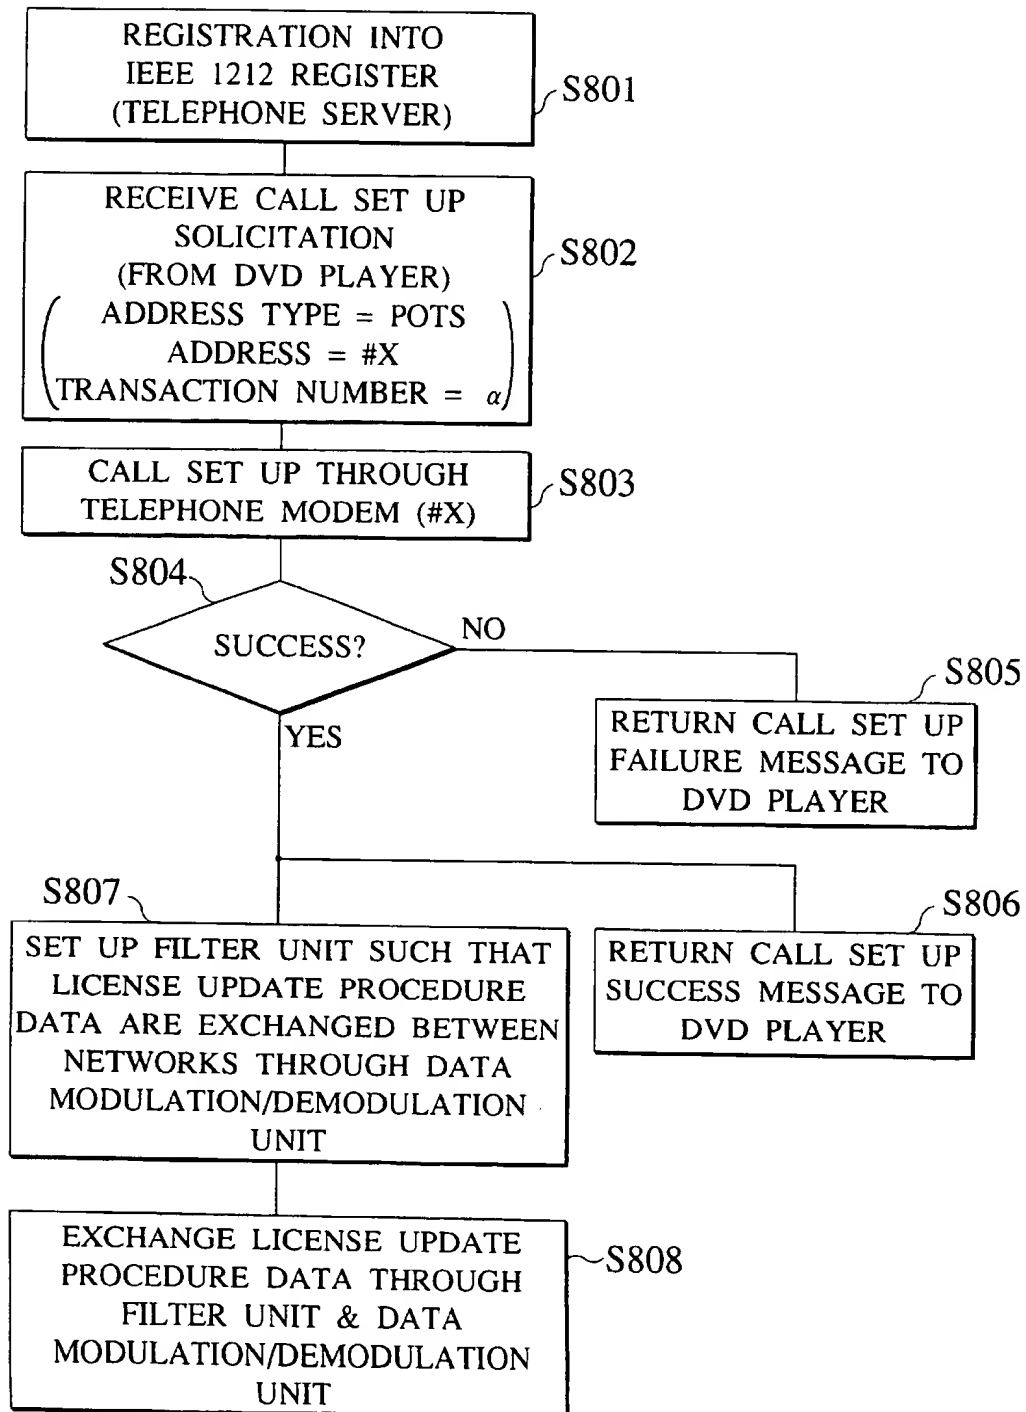 REGISTRATION INTO
IEEE 1212 REGISTER
(TELEPHONE SERVER)
S801
RECEIVE CALL SET UP
SOLICITATION
(FROM DVD PLAYER)
ADDRESS TYPE = POTS
ADDRESS = #X
TRANSACTION NUMBER = α
S802
CALL SET UP THROUGH
TELEPHONE MODEM (#X)
S803
S804
SUCCESS?
NO
YES
S805
RETURN CALL SET UP
FAILURE MESSAGE TO
DVD PLAYER
S806
RETURN CALL SET UP
SUCCESS MESSAGE TO
DVD PLAYER
S807
SET UP FILTER UNIT SUCH THAT
LICENSE UPDATE PROCEDURE
DATA ARE EXCHANGED BETWEEN
NETWORKS THROUGH DATA
MODULATION/DEMODULATION
UNIT
EXCHANGE LICENSE UPDATE
PROCEDURE DATA THROUGH
FILTER UNIT & DATA
MODULATION/DEMODULATION
UNIT
S808